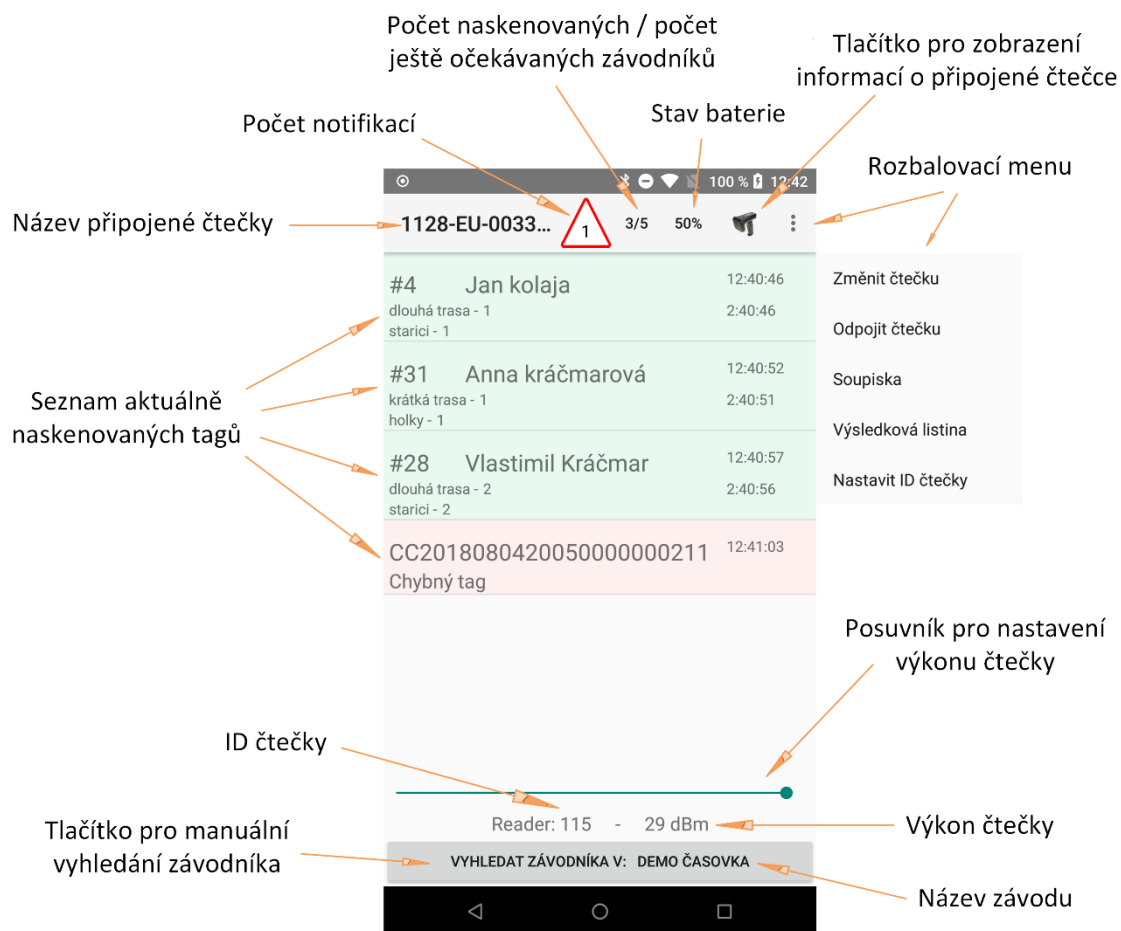 Počet naskenovaných / počet
ještě očekávaných závodníků
Tlačítko pro zobrazení
informací o připojené čtečce
Počet notifikací
Stav baterie
Rozbalovací menu
100 % 12:42
Název připojené čtečky
1128-EU-0033...
1
3/5
50%
#4 Jan kolaja 12:40:46
dlouhá trasa - 1 2:40:46
starici - 1
#31 Anna kráčmarová 12:40:52
krátká trasa - 1 2:40:51
holky - 1
#28 Vlastimil Kráčmar 12:40:57
dlouhá trasa - 2 2:40:56
starici - 2
CC2018080420050000000211 12:41:03
Chybný tag
Změnit čtečku
Odpojit čtečku
Soupiska
Výsledková listina
Nastavit ID čtečky
Seznam aktuálně
naskenovaných tagů
Posuvník pro nastavení
výkonu čtečky
ID čtečky
Reader: 115 - 29 dBm
Výkon čtečky
Tlačítko pro manuální
vyhledání závodníka
VYHLEDAT ZÁVODNÍKA V: DEMO ČASOVKA
Název závodu